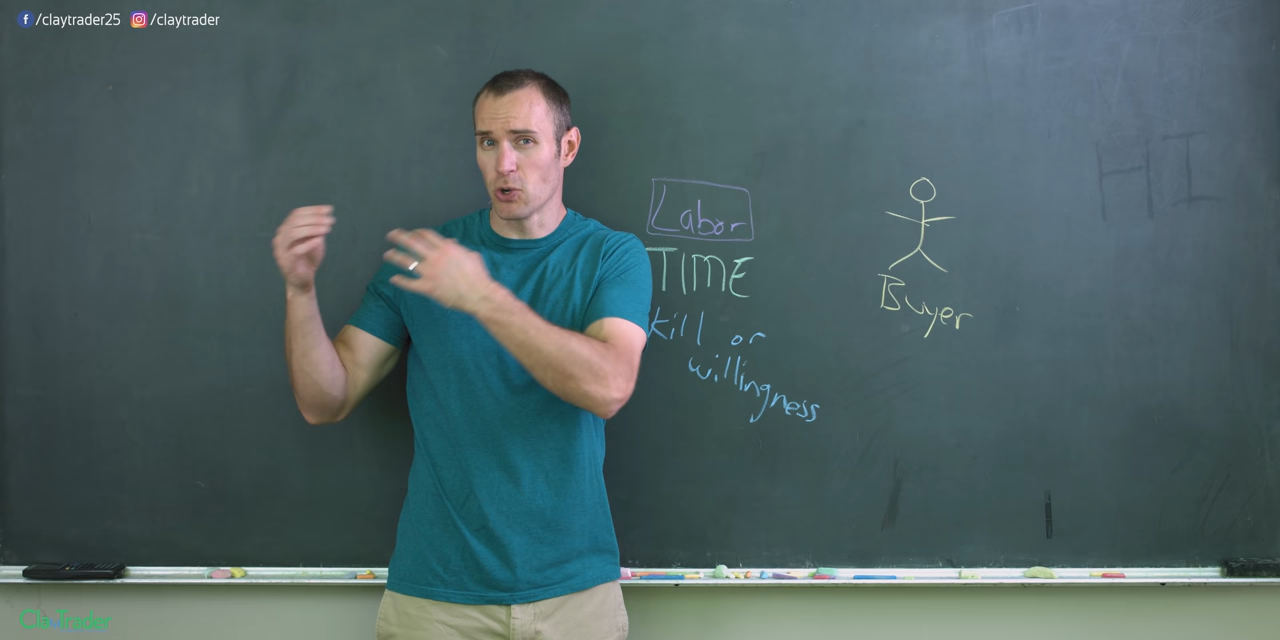 /claytrader25 /claytrader
HI
Labor
TIME
kill or
willingness
Buyer
ClayTrader